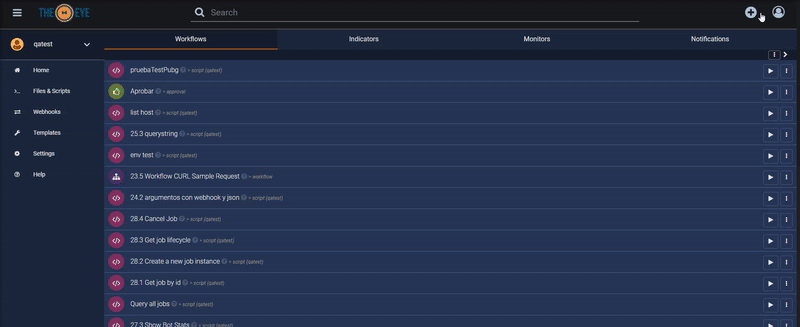 THE EYE
Search
qatest
Workflows
Indicators
Monitors
Notifications
Home
Files & Scripts
Webhooks
Templates
Settings
Help
pruebaTestPubg • script (qatest)
Aprobar • approval
list host • script (qatest)
25.3 querystring • script (qatest)
env test • script (qatest)
23.5 Workflow CURL Sample Request • workflow
24.2 argumentos con webhook y json • script (qatest)
28.4 Cancel Job • script (qatest)
28.3 Get job lifecycle • script (qatest)
28.2 Create a new job instance • script (qatest)
28.1 Get job by id • script (qatest)
Query all jobs • script (qatest)
27.3 Show Bot Stats • script (qatest)